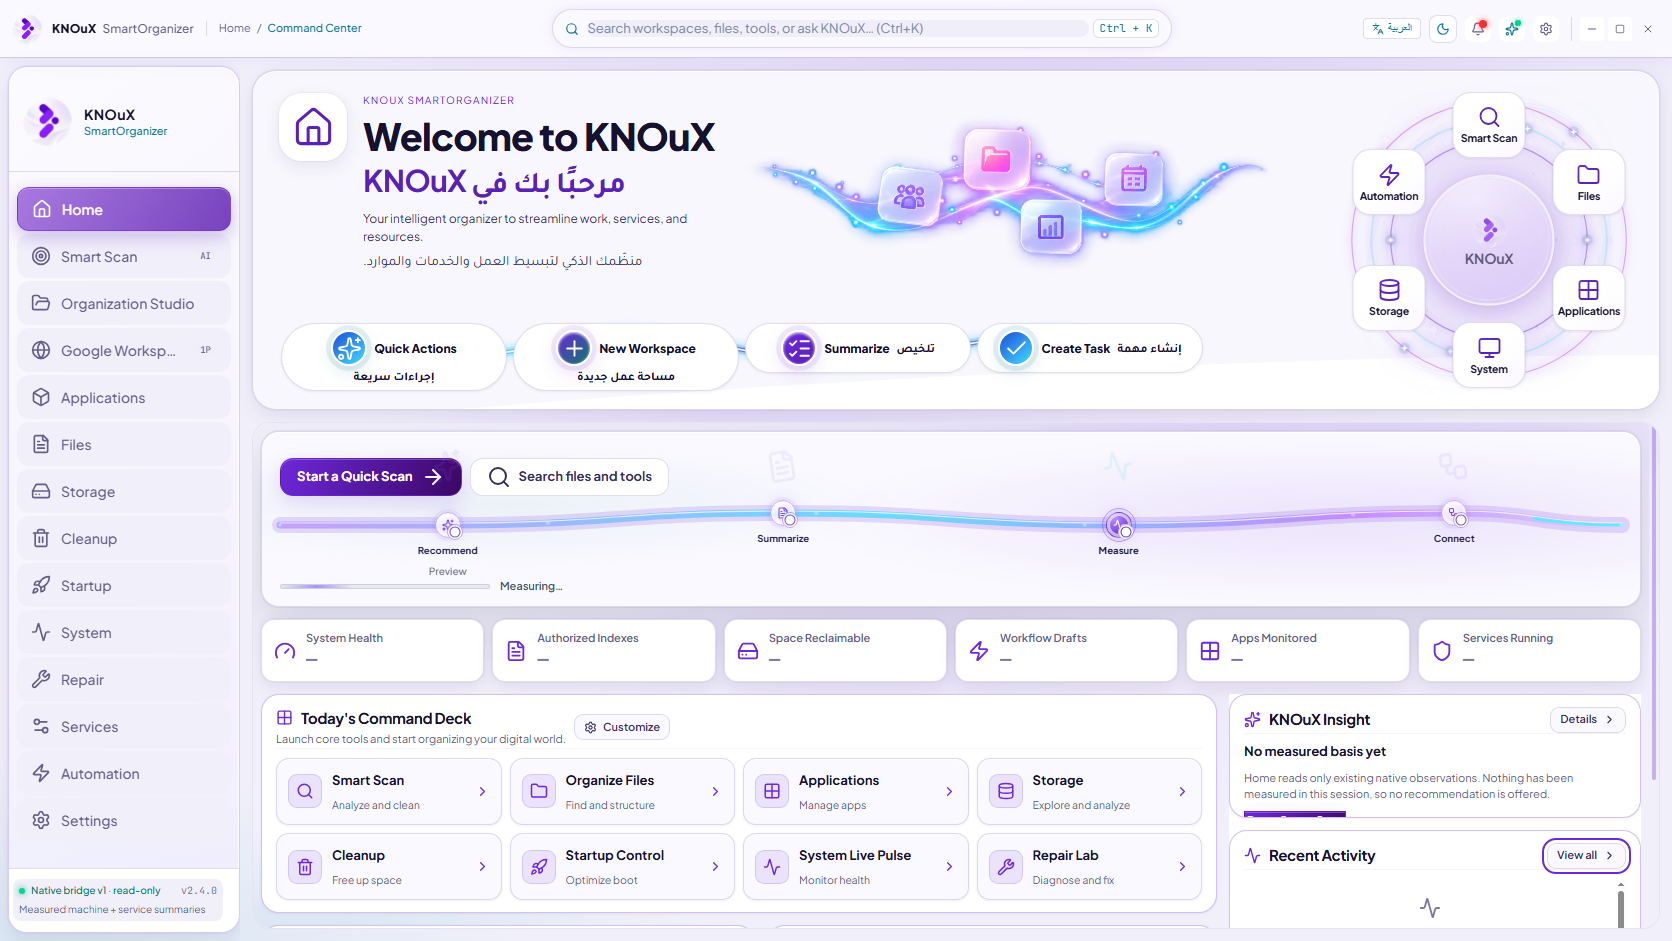 KNOuX SmartOrganizer
Home / Command Center
Search workspaces, files, tools, or ask KNOuX... (Ctrl+K)
Ctrl + K
العربية
KNOuX
SmartOrganizer
Home
Smart Scan AI
Organization Studio
Google Worksp... 1P
Applications
Files
Storage
Cleanup
Startup
System
Repair
Services
Automation
Settings
Native bridge v1 · read-only v2.4.0
Measured machine + service summaries
KNOUX SMARTORGANIZER
Welcome to KNOuX
مرحبًا بك في KNOuX
Your intelligent organizer to streamline work, services, and
resources.
منظّمك الذكي لتبسيط العمل والخدمات والموارد.
Quick Actions
إجراءات سريعة
New Workspace
مساحة عمل جديدة
Summarize تلخيص
Create Task إنشاء مهمة
Smart Scan
Automation
Files
KNOuX
Storage
Applications
System
Start a Quick Scan
Search files and tools
Recommend
Preview
Summarize
Measure
Connect
Measuring...
System Health
—
Authorized Indexes
—
Space Reclaimable
—
Workflow Drafts
—
Apps Monitored
—
Services Running
—
Today's Command Deck
Launch core tools and start organizing your digital world.
Customize
Smart Scan
Analyze and clean
Organize Files
Find and structure
Applications
Manage apps
Storage
Explore and analyze
Cleanup
Free up space
Startup Control
Optimize boot
System Live Pulse
Monitor health
Repair Lab
Diagnose and fix
KNOuX Insight
Details
No measured basis yet
Home reads only existing native observations. Nothing has been
measured in this session, so no recommendation is offered.
Recent Activity
View all